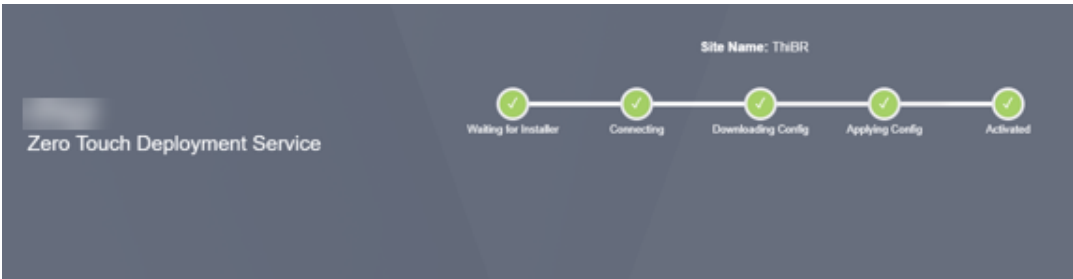 Site Name: ThiBR
Waiting for Installer
Connecting
Downloading Config
Applying Config
Activated
Zero Touch Deployment Service